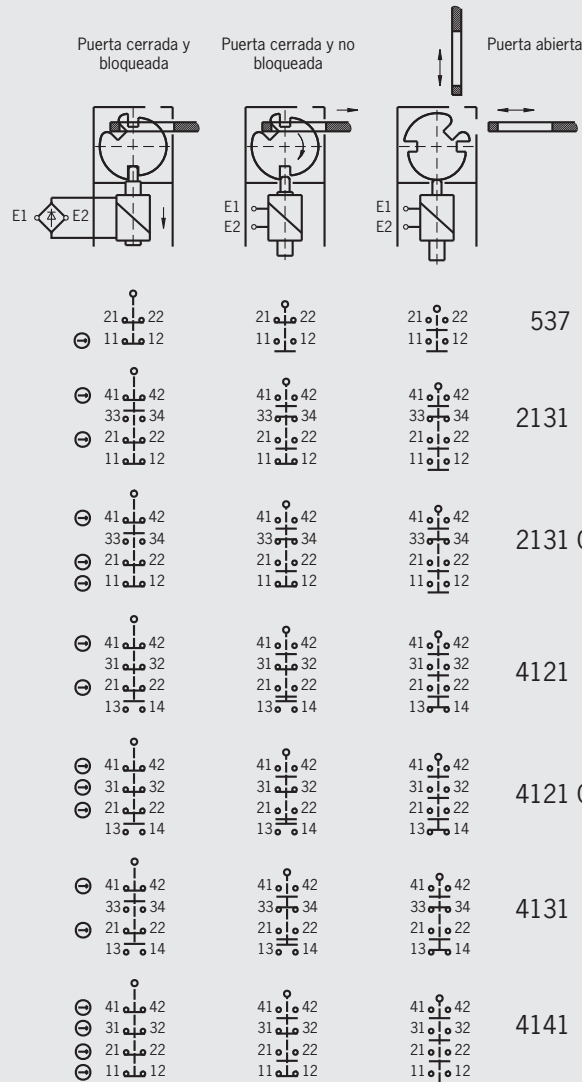 Puerta cerrada y bloqueada
Puerta cerrada y no bloqueada
Puerta abierta
E1 E2
E1
E2
E1
E2
21 22 21 22 21 22 537
11 12 11 12 11 12
41 42 41 42 41 42
33 34 33 34 33 34 2131
21 22 21 22 21 22
11 12 11 12 11 12
41 42 41 42 41 42
33 34 33 34 33 34 2131
21 22 21 22 21 22
11 12 11 12 11 12
41 42 41 42 41 42
31 32 31 32 31 32 4121
21 22 21 22 21 22
13 14 13 14 13 14
41 42 41 42 41 42
31 32 31 32 31 32 4121
21 22 21 22 21 22
13 14 13 14 13 14
41 42 41 42 41 42
33 34 33 34 33 34 4131
21 22 21 22 21 22
13 14 13 14 13 14
41 42 41 42 41 42
31 32 31 32 31 32 4141
21 22 21 22 21 22
11 12 11 12 11 12